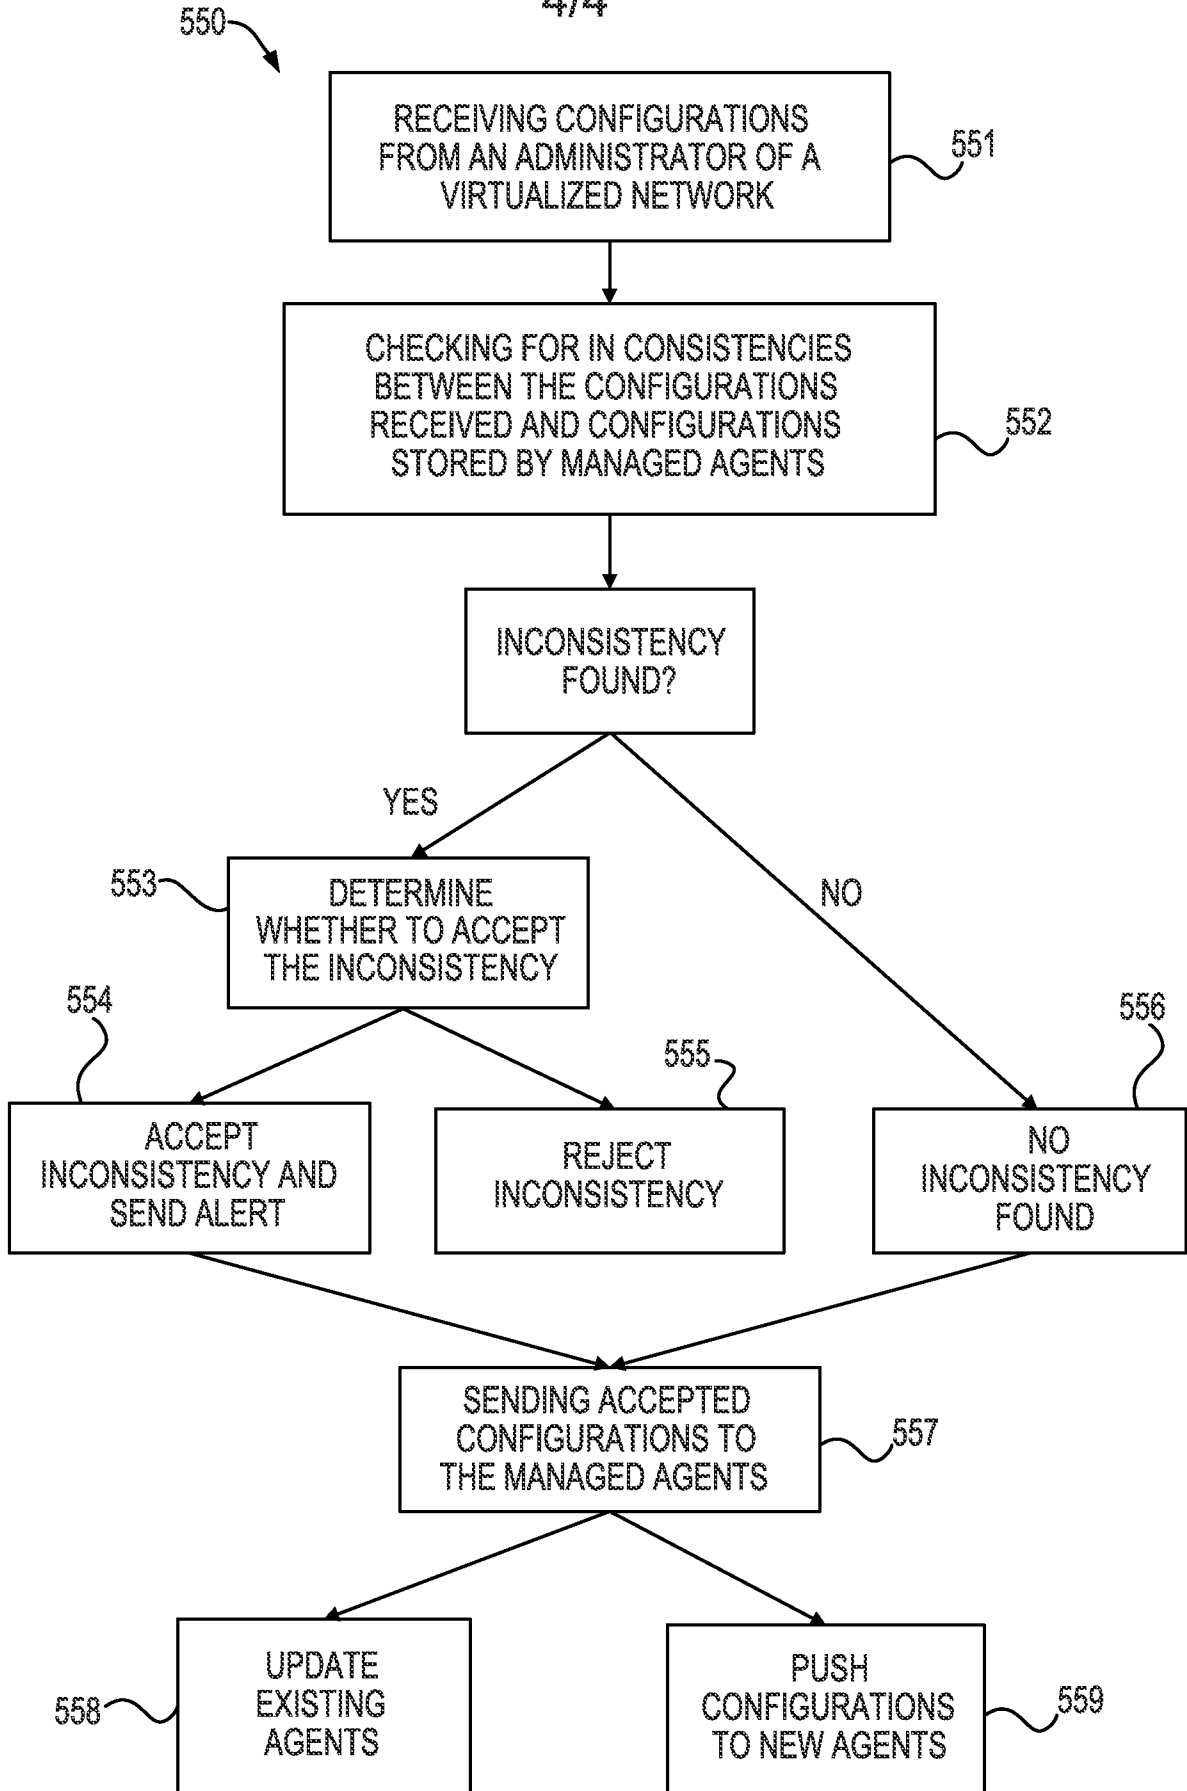 4/4
550
RECEIVING CONFIGURATIONS
FROM AN ADMINISTRATOR OF A
VIRTUALIZED NETWORK
551
CHECKING FOR IN CONSISTENCIES
BETWEEN THE CONFIGURATIONS
RECEIVED AND CONFIGURATIONS
STORED BY MANAGED AGENTS
552
INCONSISTENCY
FOUND?
YES
NO
553
DETERMINE
WHETHER TO ACCEPT
THE INCONSISTENCY
554
ACCEPT
INCONSISTENCY AND
SEND ALERT
555
REJECT
INCONSISTENCY
556
NO
INCONSISTENCY
FOUND
SENDING ACCEPTED
CONFIGURATIONS TO
THE MANAGED AGENTS
557
558
UPDATE
EXISTING
AGENTS
PUSH
CONFIGURATIONS
TO NEW AGENTS
559